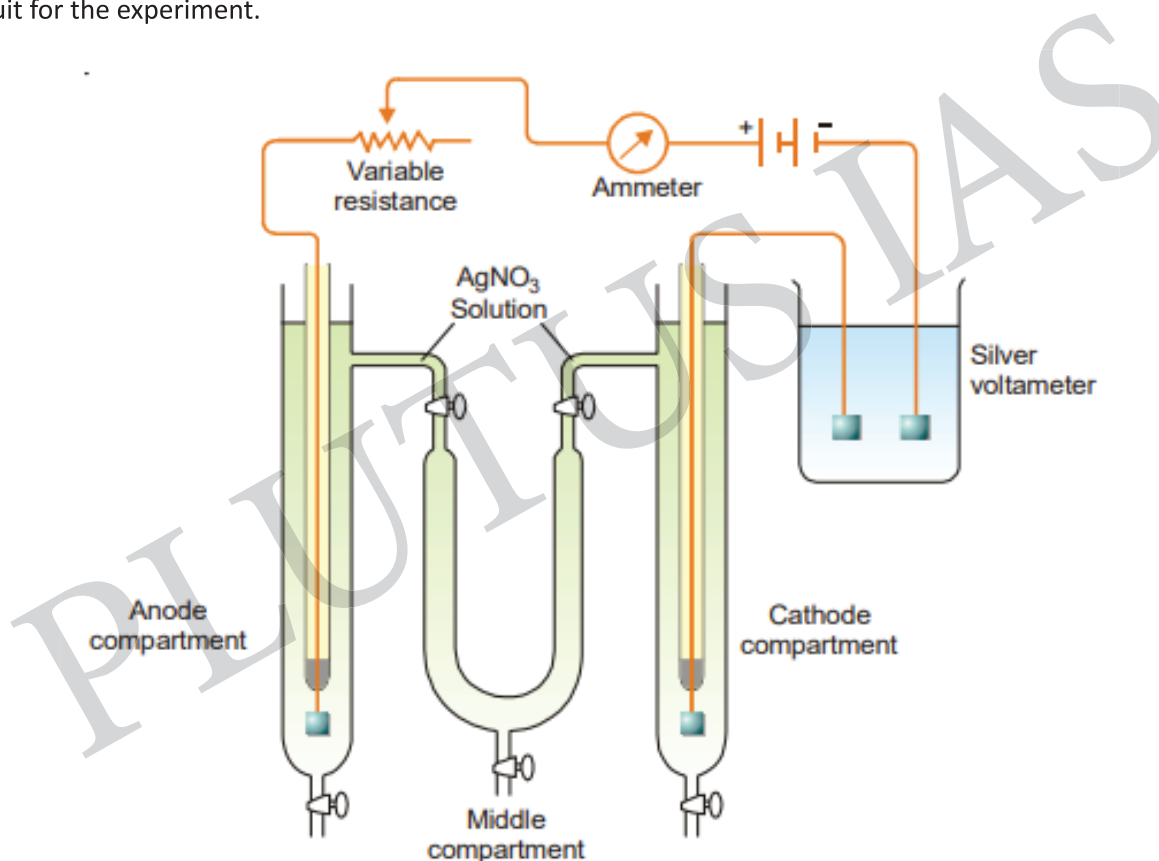 uit for the experiment.
+ -
Variable
resistance
Ammeter
AgNO₃
Solution
Silver
voltameter
Anode
compartment
Cathode
compartment
Middle
compartment
PLUTUS IAS